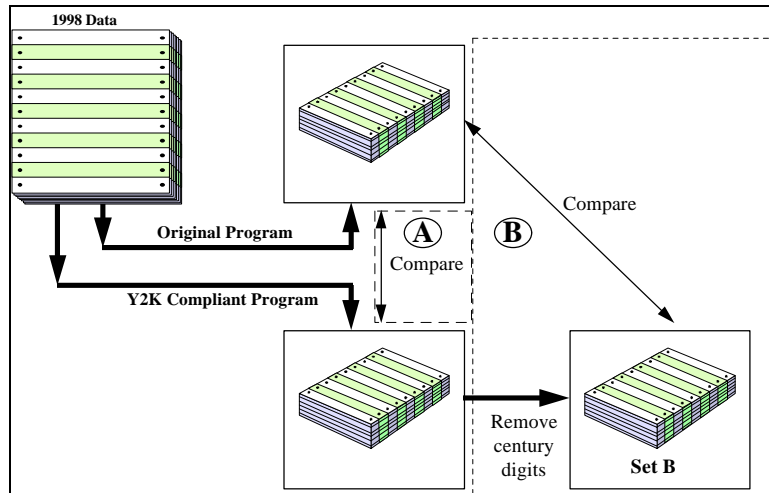 1998 Data
Original Program
A
Compare
B
Compare
Y2K Compliant Program
Remove
century
digits
Set B